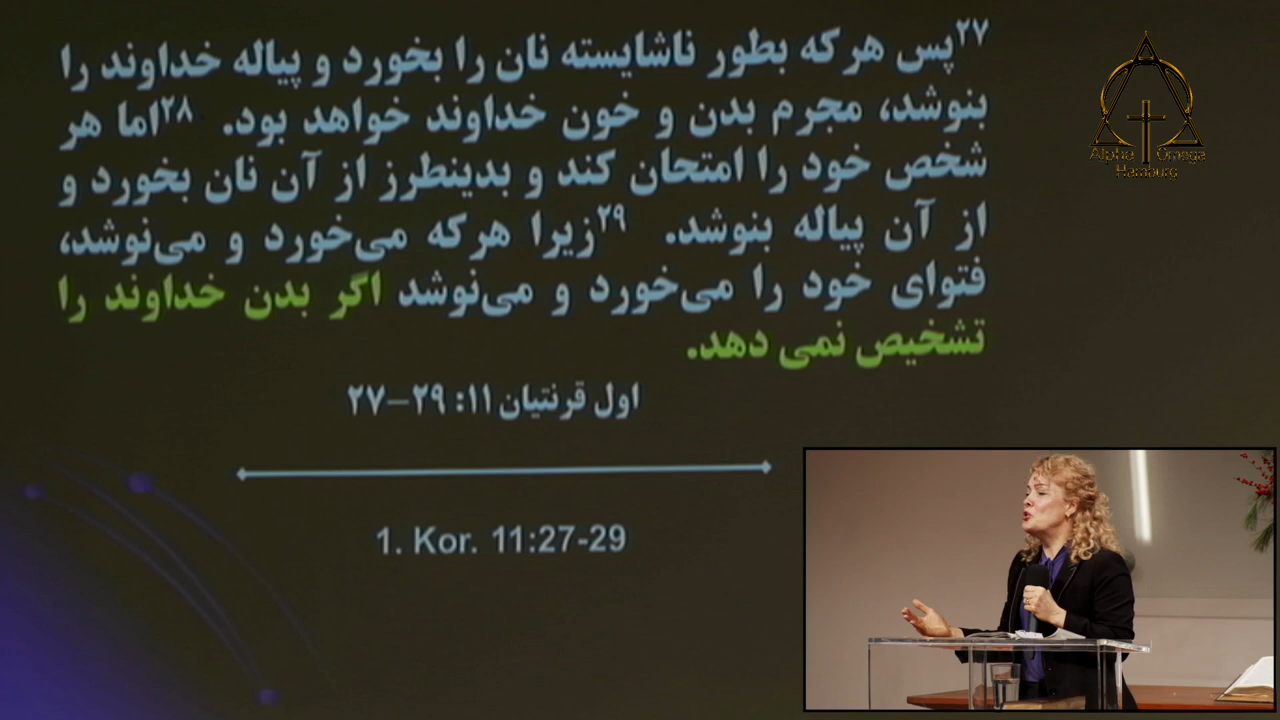 ۲۷پس هر که بطور ناشایسته نان را بخورد و پیاله خداوند را
بنوشد، مجرم بدن و خون خداوند خواهد بود. ۲۸اما هر
شخص خود را امتحان کند و بدینطرز از آن نان بخورد و
از آن پیاله بنوشد. ۲۹زیرا هرکه می‌خورد و می‌نوشد،
فتوای خود را می‌خورد و می‌نوشد اگر بدن خداوند را
تشخیص نمی دهد.
اول قرنتیان ۱۱: ۲۹–۲۷
1. Kor. 11:27-29
Alpha Omega
Hamburg